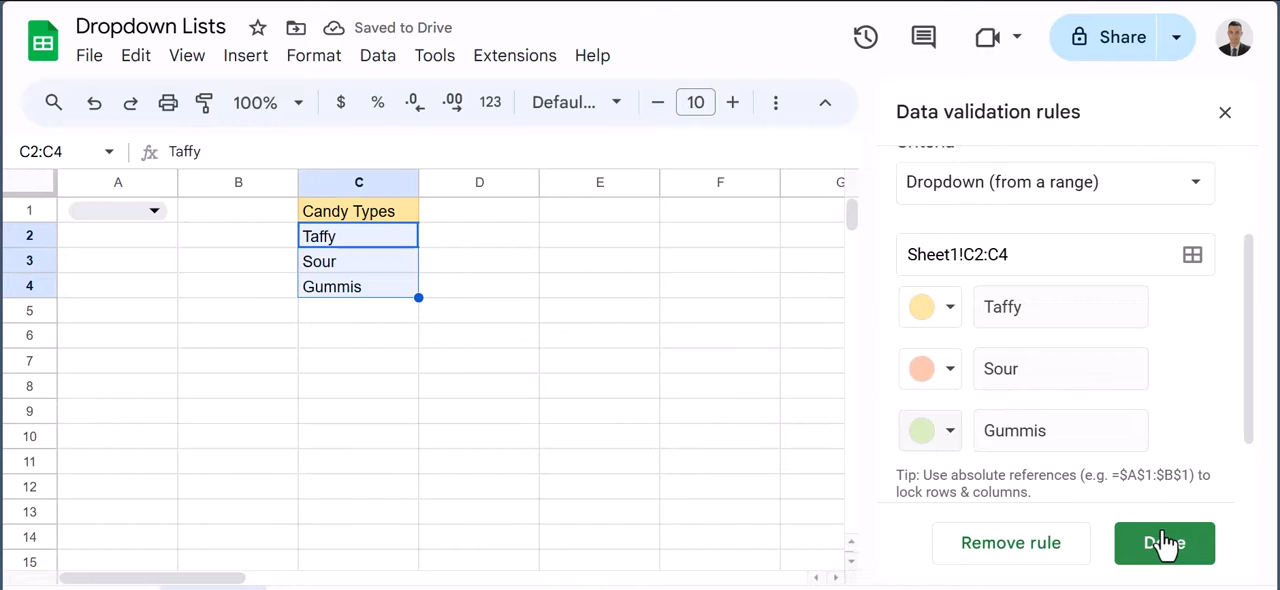 Dropdown Lists
Saved to Drive
File Edit View Insert Format Data Tools Extensions Help
Share
100% $ % .0 .00 123 Defaul... 10
C2:C4 fx Taffy
A B C D E F G
1 Candy Types
2 Taffy
3 Sour
4 Gummis
5
6
7
8
9
10
11
12
13
14
15
Data validation rules
Criteria
Dropdown (from a range)
Sheet1!C2:C4
Taffy
Sour
Gummis
Tip: Use absolute references (e.g. =$A$1:$B$1) to
lock rows & columns.
Remove rule
Done